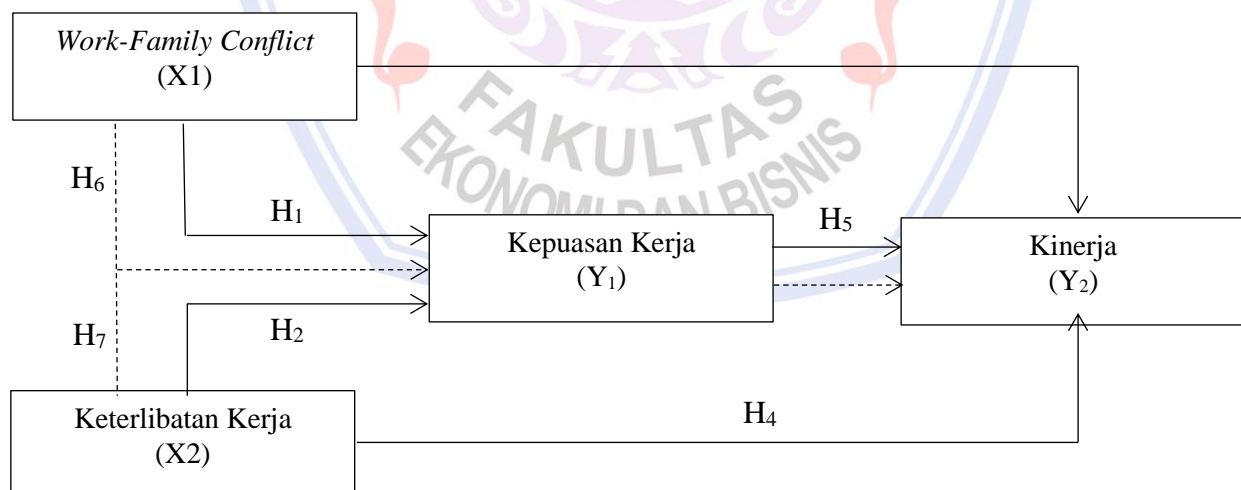 Work-Family Conflict
(X1)
FAKULTAS
EKONOMI DAN BISNIS
H6
H1
Kepuasan Kerja
(Y1)
H5
Kinerja
(Y2)
H7
H2
Keterlibatan Kerja
(X2)
H4